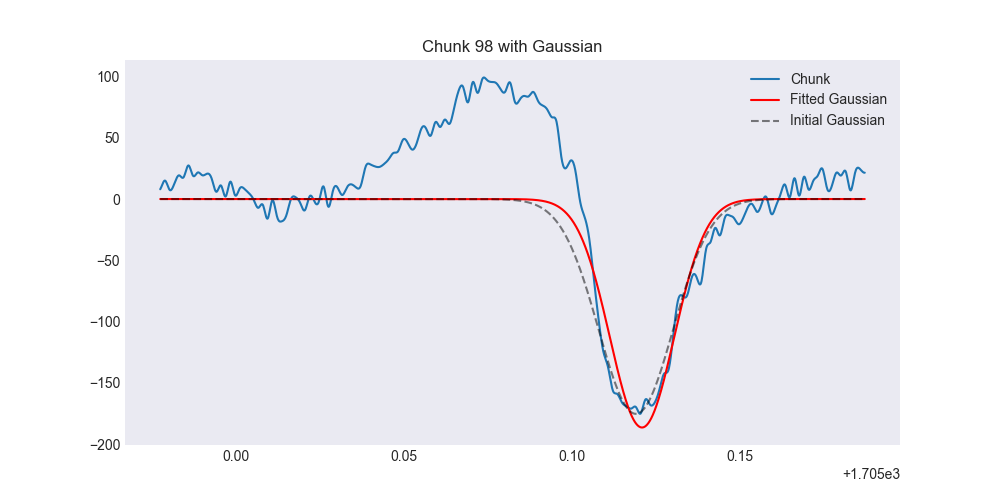 Chunk 98 with Gaussian
Chunk
Fitted Gaussian
Initial Gaussian
100
50
0
−50
−100
−150
−200
0.00
0.05
0.10
0.15
+1.705e3